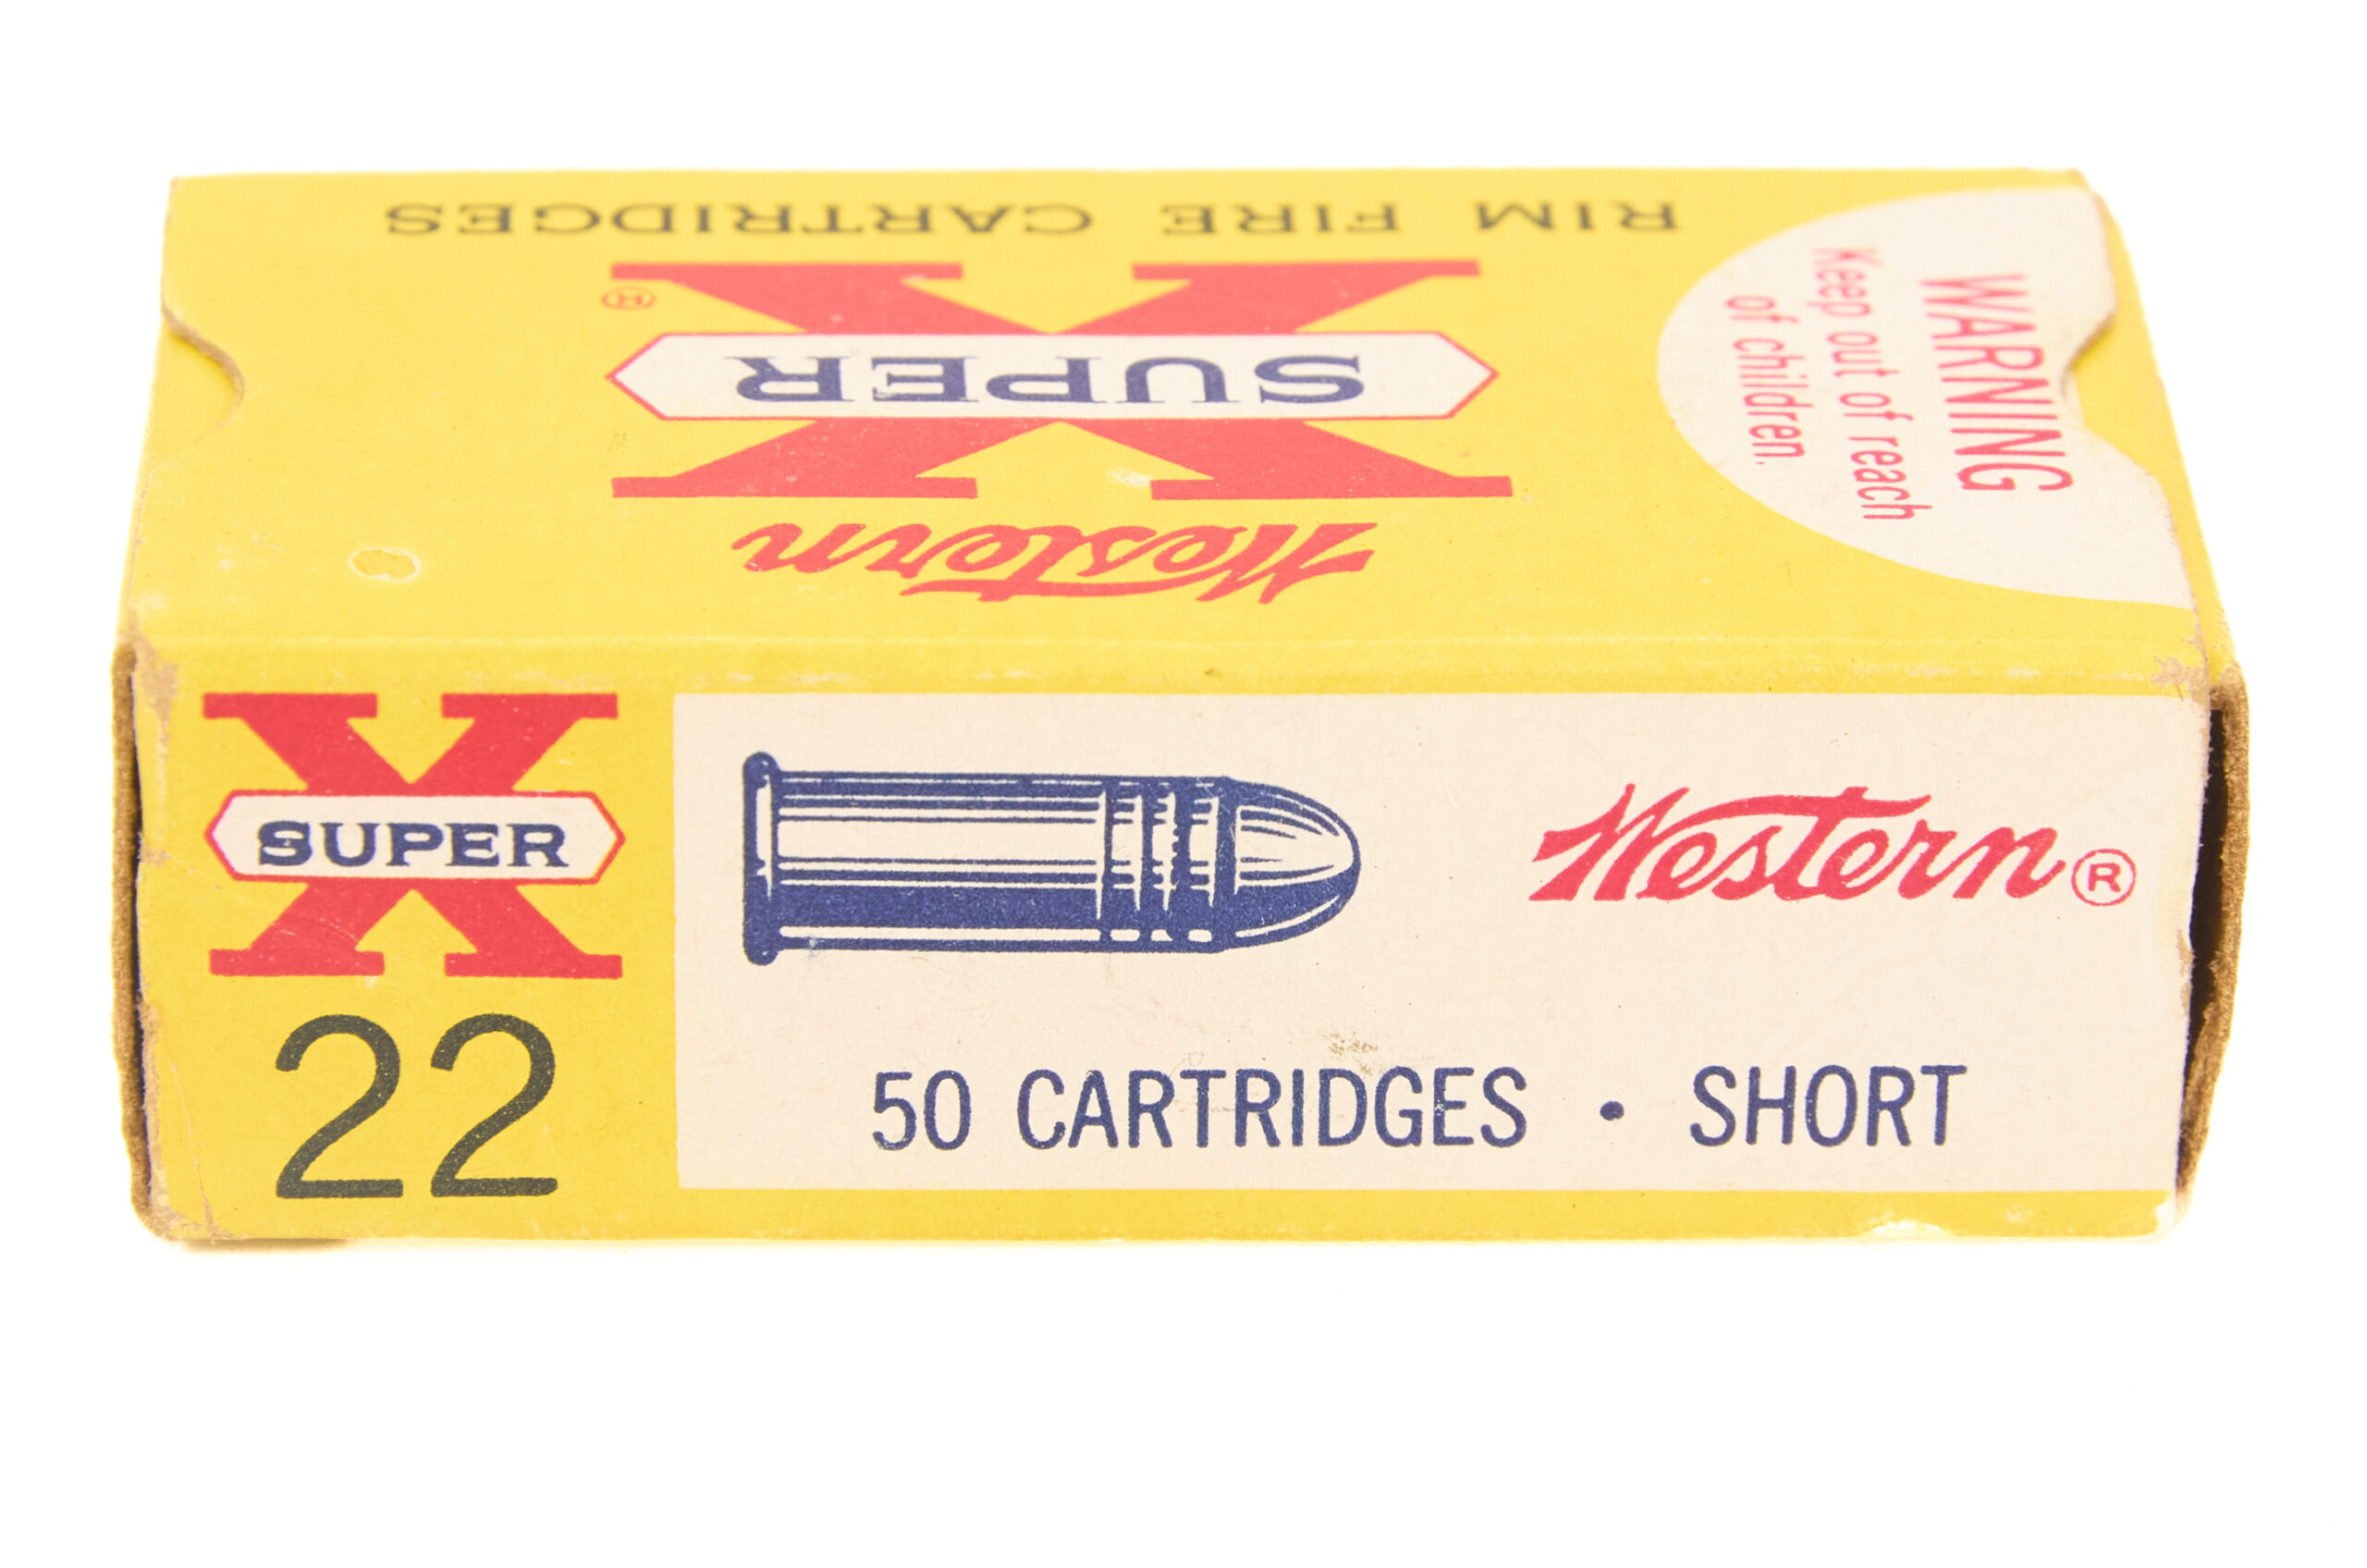 RIM FIRE CARTRIDGES
X®
SUPER
Western
WARNING
Keep out of reach
of children.
X
SUPER
22
Western®
50 CARTRIDGES • SHORT